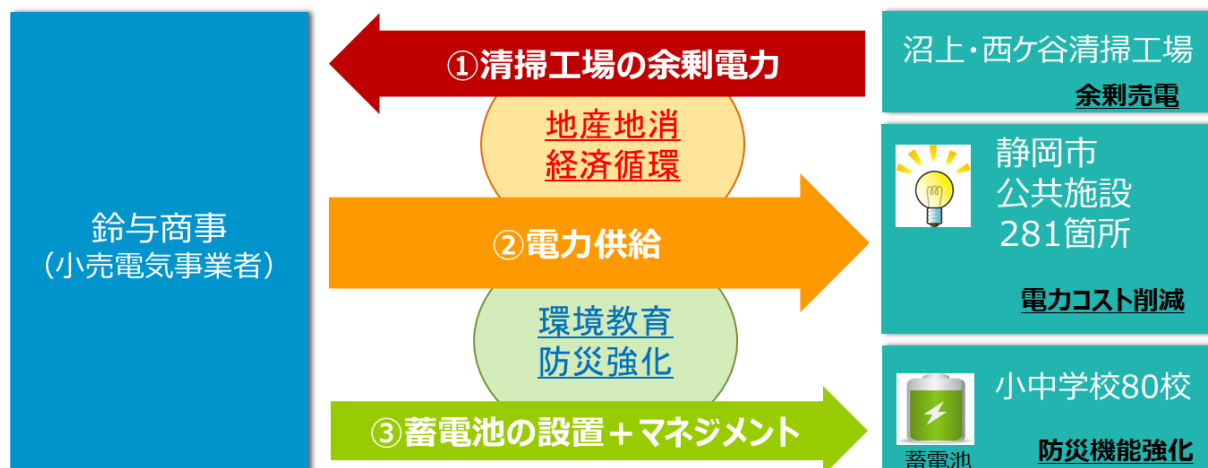 鈴与商事
（小売電気事業者）
①清掃工場の余剰電力
地産地消
経済循環
②電力供給
環境教育
防災強化
③蓄電池の設置＋マネジメント
沼上・西ケ谷清掃工場
余剰売電
静岡市
公共施設
281箇所
電力コスト削減
小中学校80校
防災機能強化
蓄電池